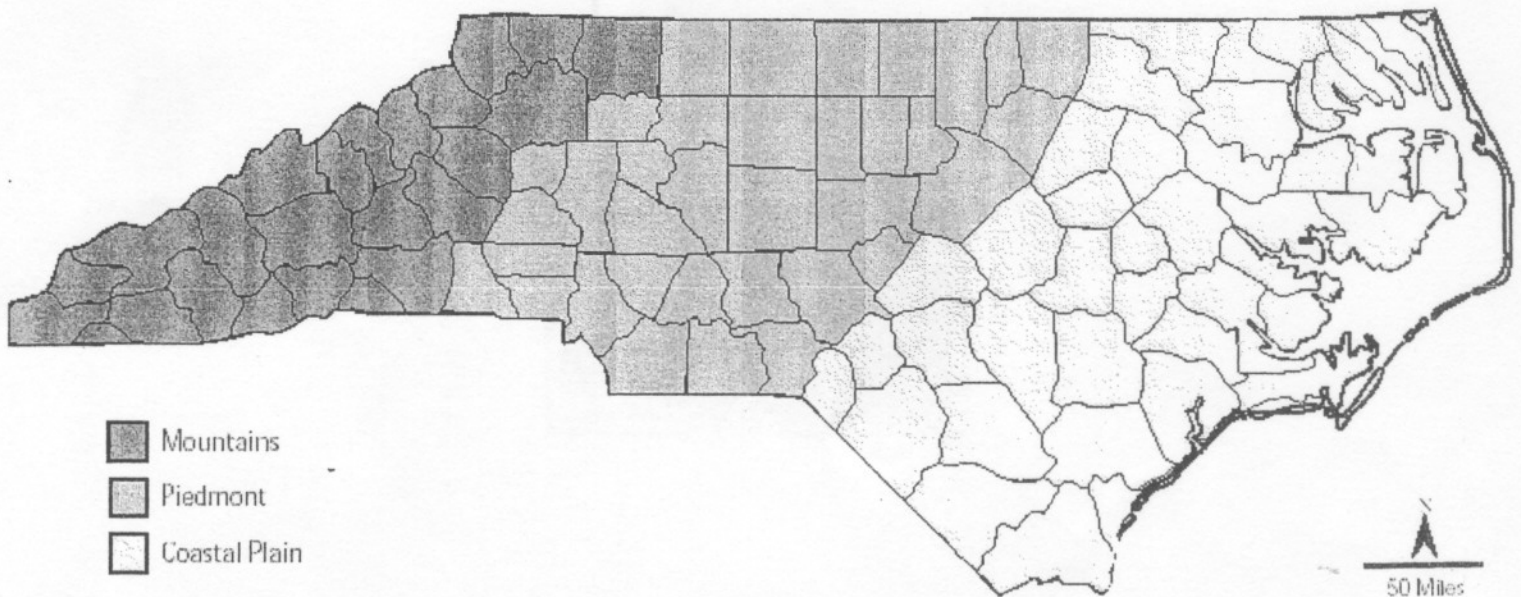 Mountains
Piedmont
Coastal Plain
N
50 Miles